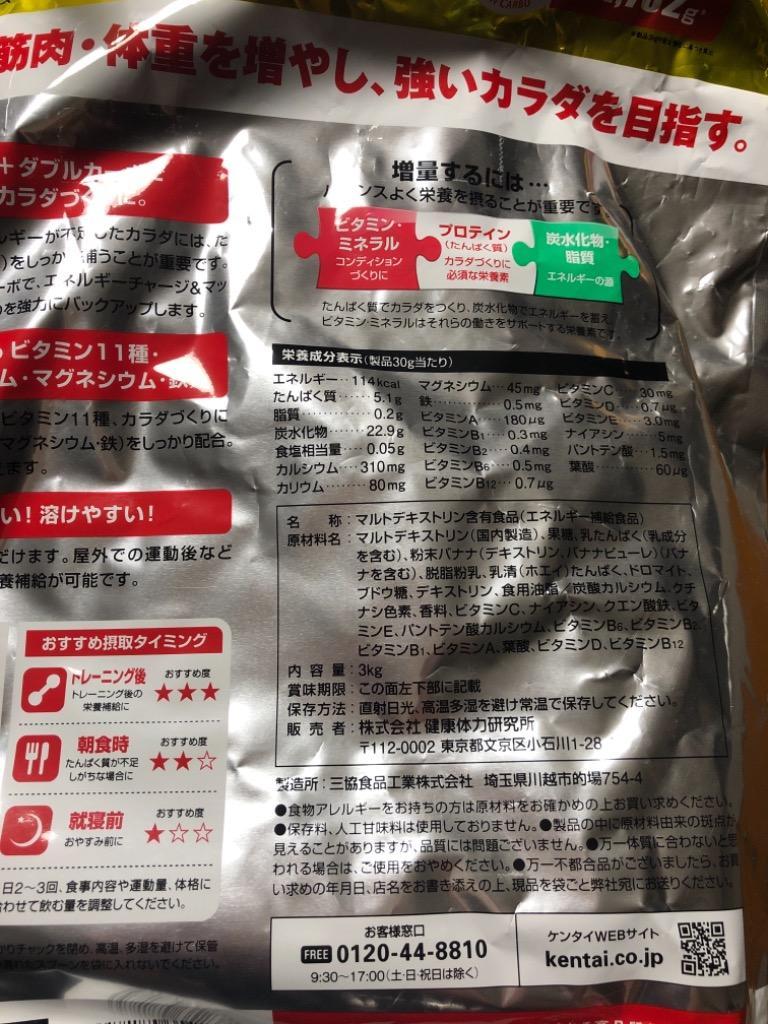 筋肉・体重を増やし、強いカラダを目指す。
増量するには…
栄養を摂ることが重要です
ビタミン・
ミネラル
コンディション
づくりに
プロテイン
(たんぱく質)
カラダづくりに
必須な栄養素
炭水化物・
脂質
エネルギーの源
たんぱく質でカラダをつくり、炭水化物でエネルギーを蓄え
ビタミン・ミネラルはそれらの働きをサポートする栄養素です
栄養成分表示(製品30g当たり)
エネルギー‥114kcal
たんぱく質……5.1g
脂質…………0.2g
炭水化物……22.9g
食塩相当量…0.05g
カルシウム…310mg
カリウム……80mg
マグネシウム…45mg
鉄…………0.5mg
ビタミンA……180μg
ビタミンB1……0.3mg
ビタミンB2……0.4mg
ビタミンB6……0.5mg
ビタミンB12…0.7μg
ビタミンC……30mg
ビタミンD……0.7μg
ビタミンE……3.0mg
ナイアシン……5mg
パントテン酸…1.5mg
葉酸…………60μg
名称:マルトデキストリン含有食品(エネルギー補給食品)
原材料名:マルトデキストリン(国内製造)、果糖、乳たんぱく(乳成分
を含む)、粉末バナナ(デキストリン、バナナピューレ)(バナ
ナを含む)、脱脂粉乳、乳清(ホエイ)たんぱく、ドロマイト、
ブドウ糖、デキストリン、食用油脂/炭酸カルシウム、クチ
ナシ色素、香料、ビタミンC、ナイアシン、クエン酸鉄、ビタ
ミンE、パントテン酸カルシウム、ビタミンB6、ビタミンB2、
ビタミンB1、ビタミンA、葉酸、ビタミンD、ビタミンB12
内容量:3kg
賞味期限:この面左下部に記載
保存方法:直射日光、高温多湿を避け常温で保存してください。
販売者:株式会社 健康体力研究所
〒112-0002 東京都文京区小石川1-28
製造所:三協食品工業株式会社 埼玉県川越市的場754-4
●食物アレルギーをお持ちの方は原材料をお確かめの上お買い求めください。
●保存料、人工甘味料は使用しておりません。●製品の中に原材料由来の斑点が
見えることがありますが、品質には問題ございません。●万一体質に合わないと思
われる場合は、ご使用をおやめください。●万一不都合品がございましたら、お買
い求めの年月日、店名をお書き添えの上、現品を袋ごと弊社宛にお送りください。
お客様窓口
FREE 0120-44-8810
9:30〜17:00(土・日・祝日は除く)
ケンタイWEBサイト
kentai.co.jp
+ダブルカ
カラダづく
ルギーが不足したカラダには、た
)をしっかり補うことが重要です。
ーボで、エネルギーチャージ&マッ
を強力にバックアップします。
ビタミン11種・
ム・マグネシウム・鉄
ビタミン11種、カラダづくりに
マグネシウム・鉄)をしっかり配合。
ます。
い!溶けやすい!
だけます。屋外での運動後など
養補給が可能です。
おすすめ摂取タイミング
トレーニング後
トレーニング後の
栄養補給に
おすすめ度
★★★
朝食時
たんぱく質が不足
しがちな場合に
おすすめ度
★★☆
就寝前
おやすみ前に
おすすめ度
★☆☆
日2〜3回、食事内容や運動量、体格に
合わせて飲む量を調整してください。
かりチャックを閉め、高温、多湿を避けて保管
濡れたスプーンを袋に入れないでください。